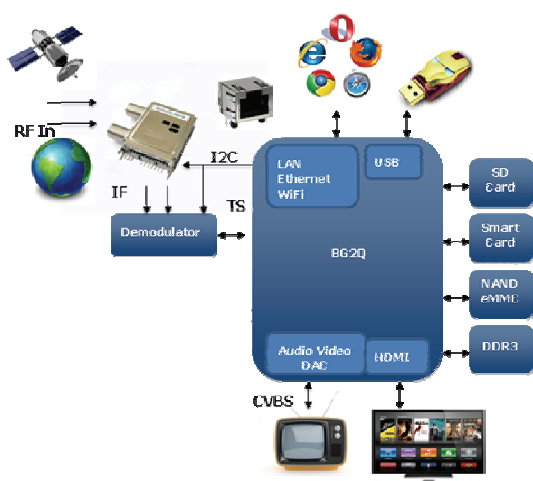 RF In
I2C
IF
TS
Demodulator
LAN
Ethernet
WiFi
USB
BG2Q
SD
Card
Smart
Card
NAND
eMMC
DDR3
Audio Video
DAC
HDMI
CVBS